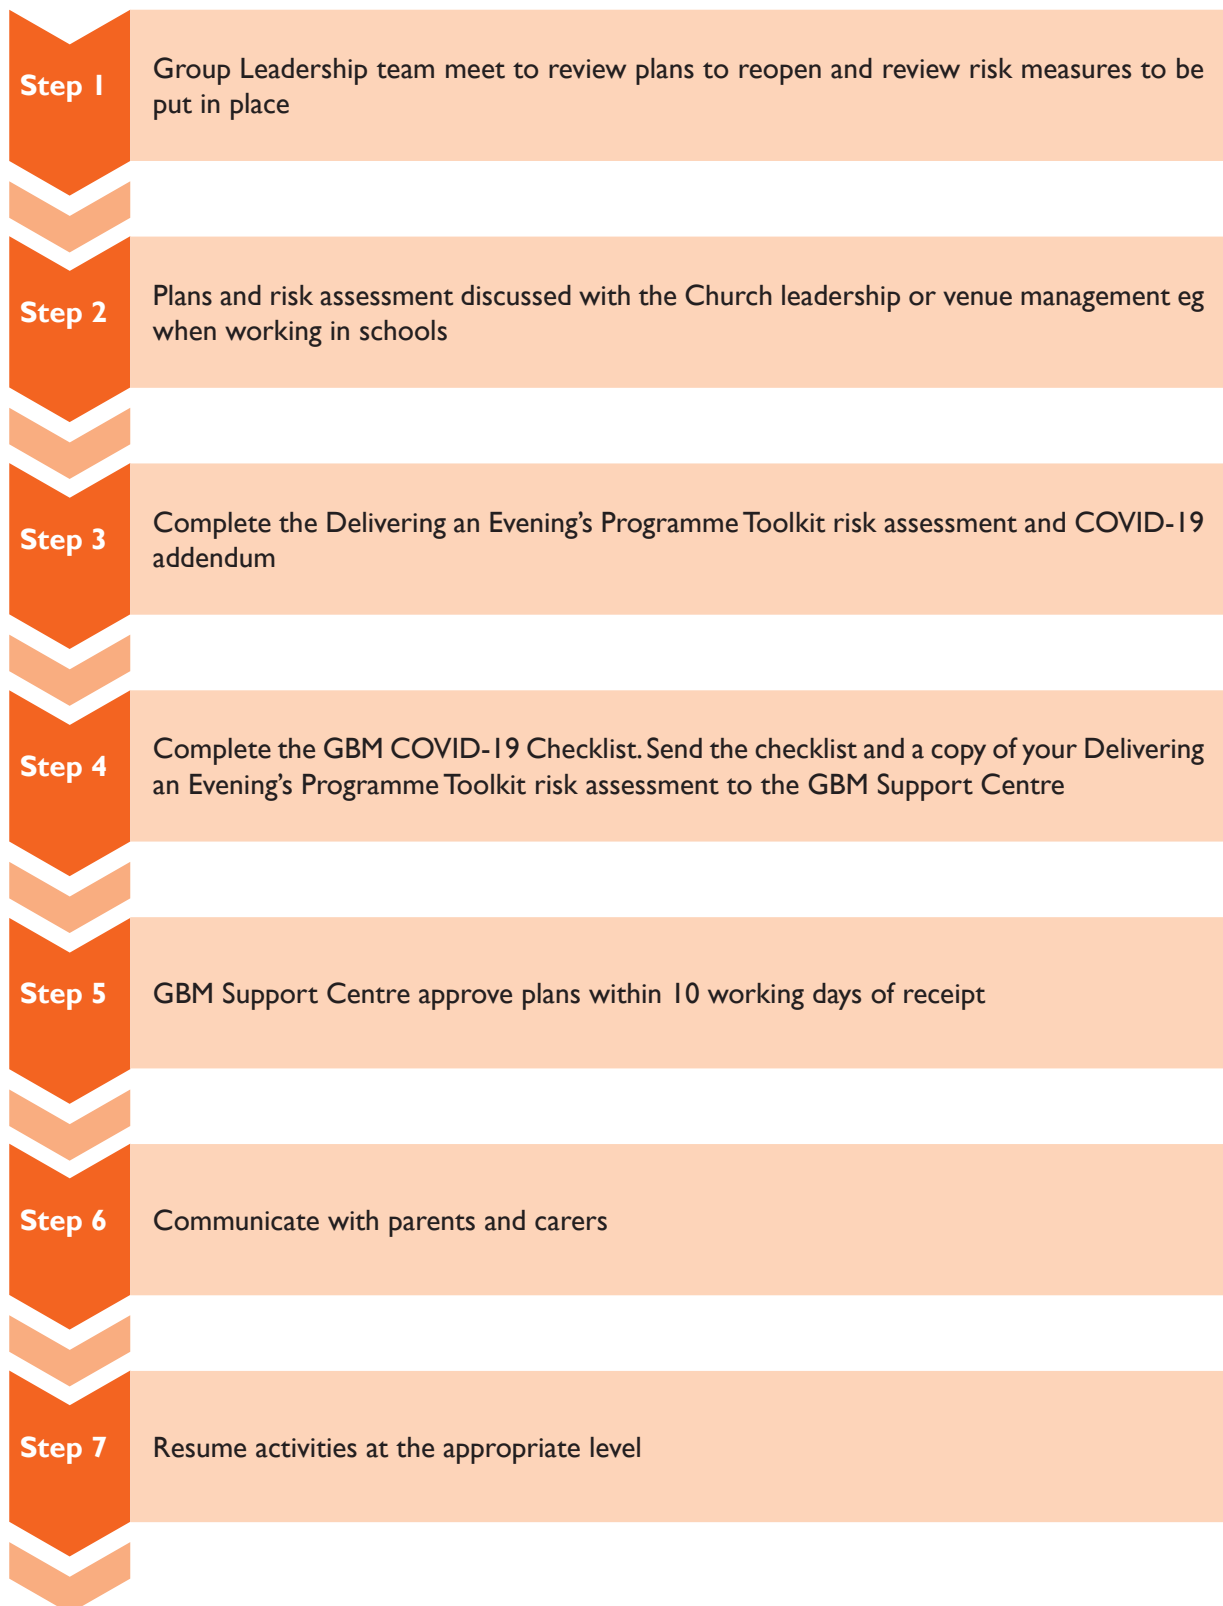 Step 1
Group Leadership team meet to review plans to reopen and review risk measures to be
put in place
Step 2
Plans and risk assessment discussed with the Church leadership or venue management eg
when working in schools
Step 3
Complete the Delivering an Evening’s Programme Toolkit risk assessment and COVID-19
addendum
Step 4
Complete the GBM COVID-19 Checklist. Send the checklist and a copy of your Delivering
an Evening’s Programme Toolkit risk assessment to the GBM Support Centre
Step 5
GBM Support Centre approve plans within 10 working days of receipt
Step 6
Communicate with parents and carers
Step 7
Resume activities at the appropriate level